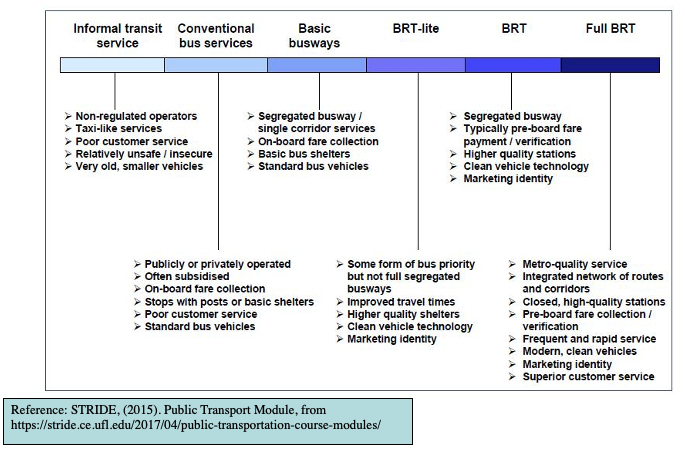 Informal transit service
Conventional bus services
Basic busways
BRT-lite
BRT
Full BRT
➢ Non-regulated operators
➢ Taxi-like services
➢ Poor customer service
➢ Relatively unsafe / insecure
➢ Very old, smaller vehicles
➢ Segregated busway /
single corridor services
➢ On-board fare collection
➢ Basic bus shelters
➢ Standard bus vehicles
➢ Segregated busway
➢ Typically pre-board fare
payment / verification
➢ Higher quality stations
➢ Clean vehicle technology
➢ Marketing identity
➢ Publicly or privately operated
➢ Often subsidised
➢ On-board fare collection
➢ Stops with posts or basic shelters
➢ Poor customer service
➢ Standard bus vehicles
➢ Some form of bus priority
but not full segregated
busways
➢ Improved travel times
➢ Higher quality shelters
➢ Clean vehicle technology
➢ Marketing identity
➢ Metro-quality service
➢ Integrated network of routes
and corridors
➢ Closed, high-quality stations
➢ Pre-board fare collection /
verification
➢ Frequent and rapid service
➢ Modern, clean vehicles
➢ Marketing identity
➢ Superior customer service
Reference: STRIDE, (2015). Public Transport Module, from
https://stride.ce.ufl.edu/2017/04/public-transportation-course-modules/